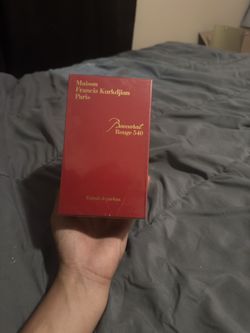 Maison
Francis Kurkdjian
Paris
Baccarat
Rouge 540
Extrait de parfum